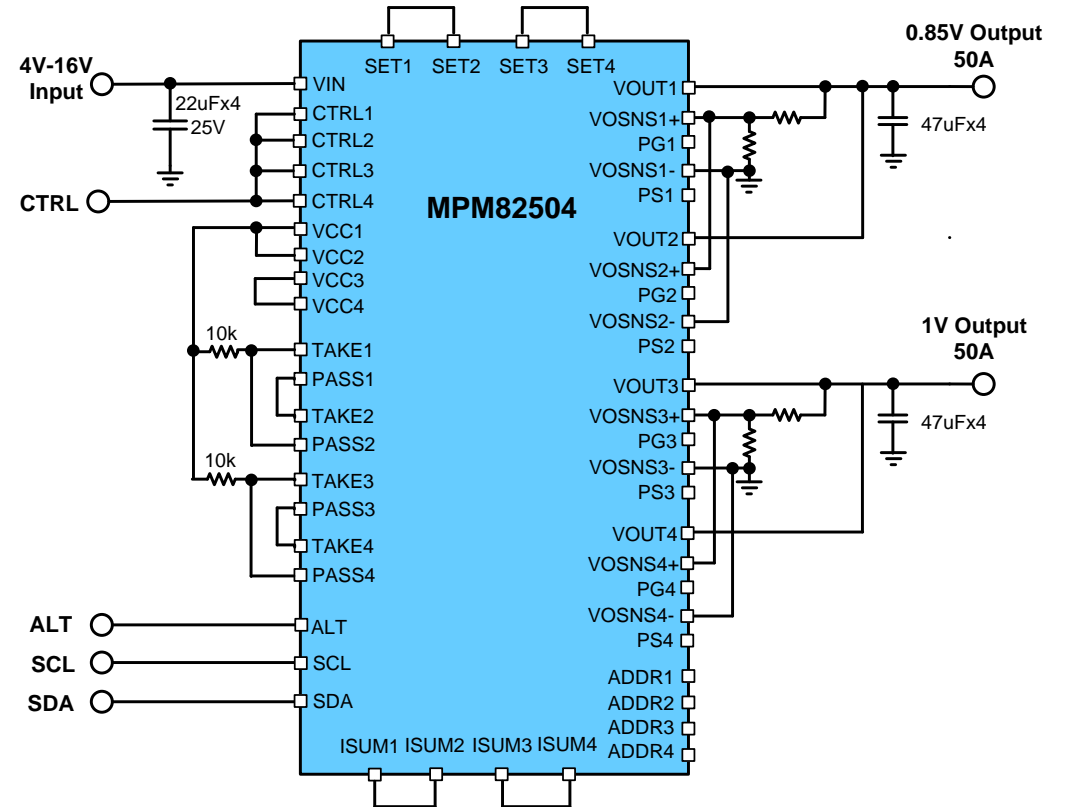 SET1 SET2 SET3 SET4
4V-16V
Input
22uFx4
25V
CTRL
VIN
CTRL1
CTRL2
CTRL3
CTRL4
VCC1
VCC2
VCC3
VCC4
10k
TAKE1
PASS1
TAKE2
PASS2
10k
TAKE3
PASS3
TAKE4
PASS4
ALT
ALT
SCL
SCL
SDA
SDA
MPM82504
VOUT1
VOSNS1+
PG1
VOSNS1-
PS1
VOUT2
VOSNS2+
PG2
VOSNS2-
PS2
VOUT3
VOSNS3+
PG3
VOSNS3-
PS3
VOUT4
VOSNS4+
PG4
VOSNS4-
PS4
ADDR1
ADDR2
ADDR3
ADDR4
0.85V Output
50A
47uFx4
1V Output
50A
47uFx4
ISUM1 ISUM2 ISUM3 ISUM4